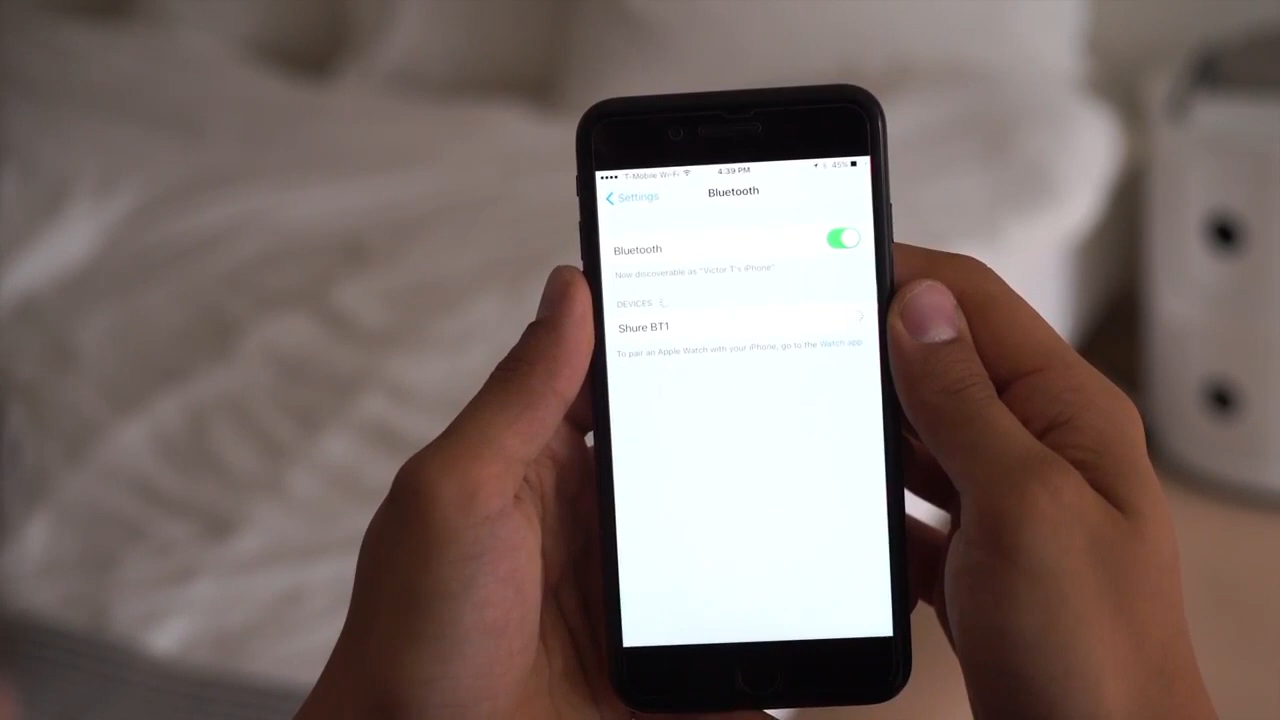 T-Mobile Wi-Fi 4:39 PM 45%
Settings Bluetooth
Bluetooth
Now discoverable as "Victor T's iPhone".
DEVICES
Shure BT1
To pair an Apple Watch with your iPhone, go to the Watch app.